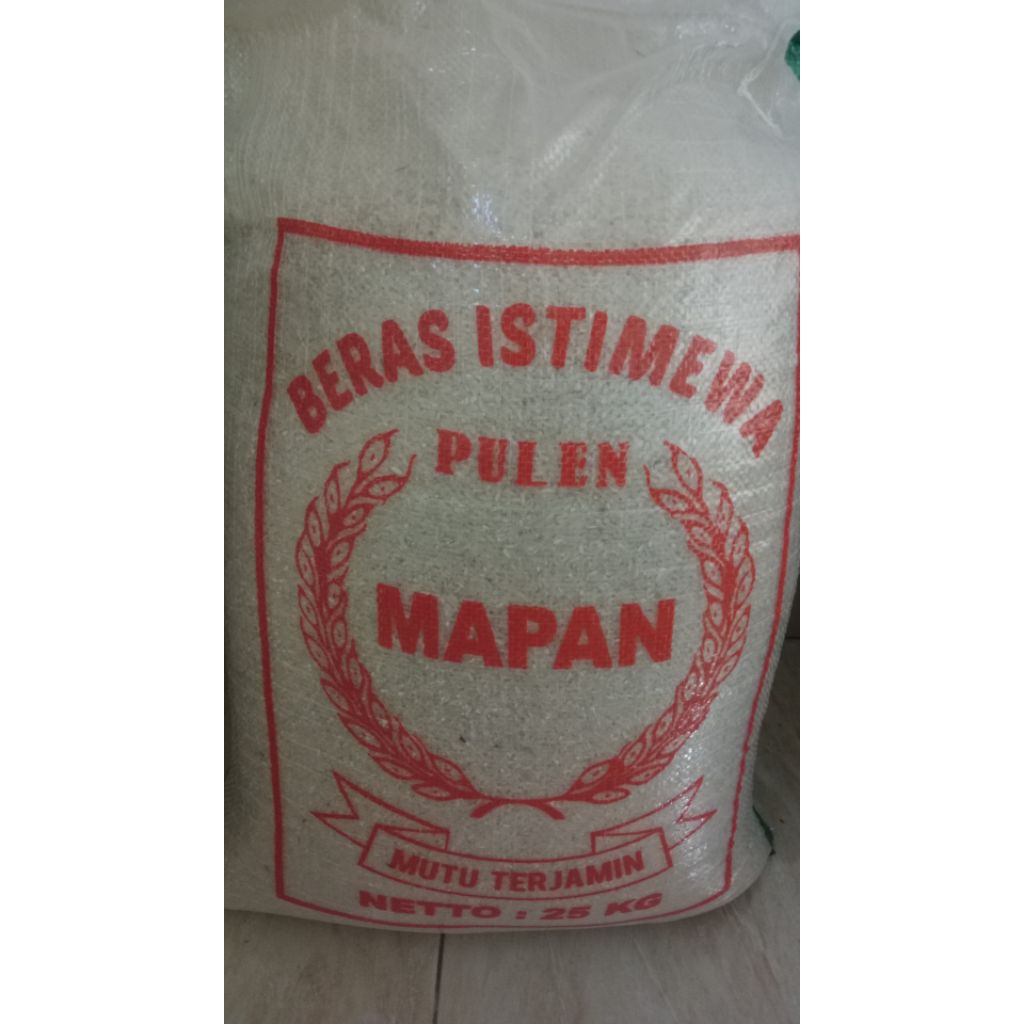 BERAS ISTIMEWA
PULEN
MAPAN
MUTU TERJAMIN
NETTO : 25 KG